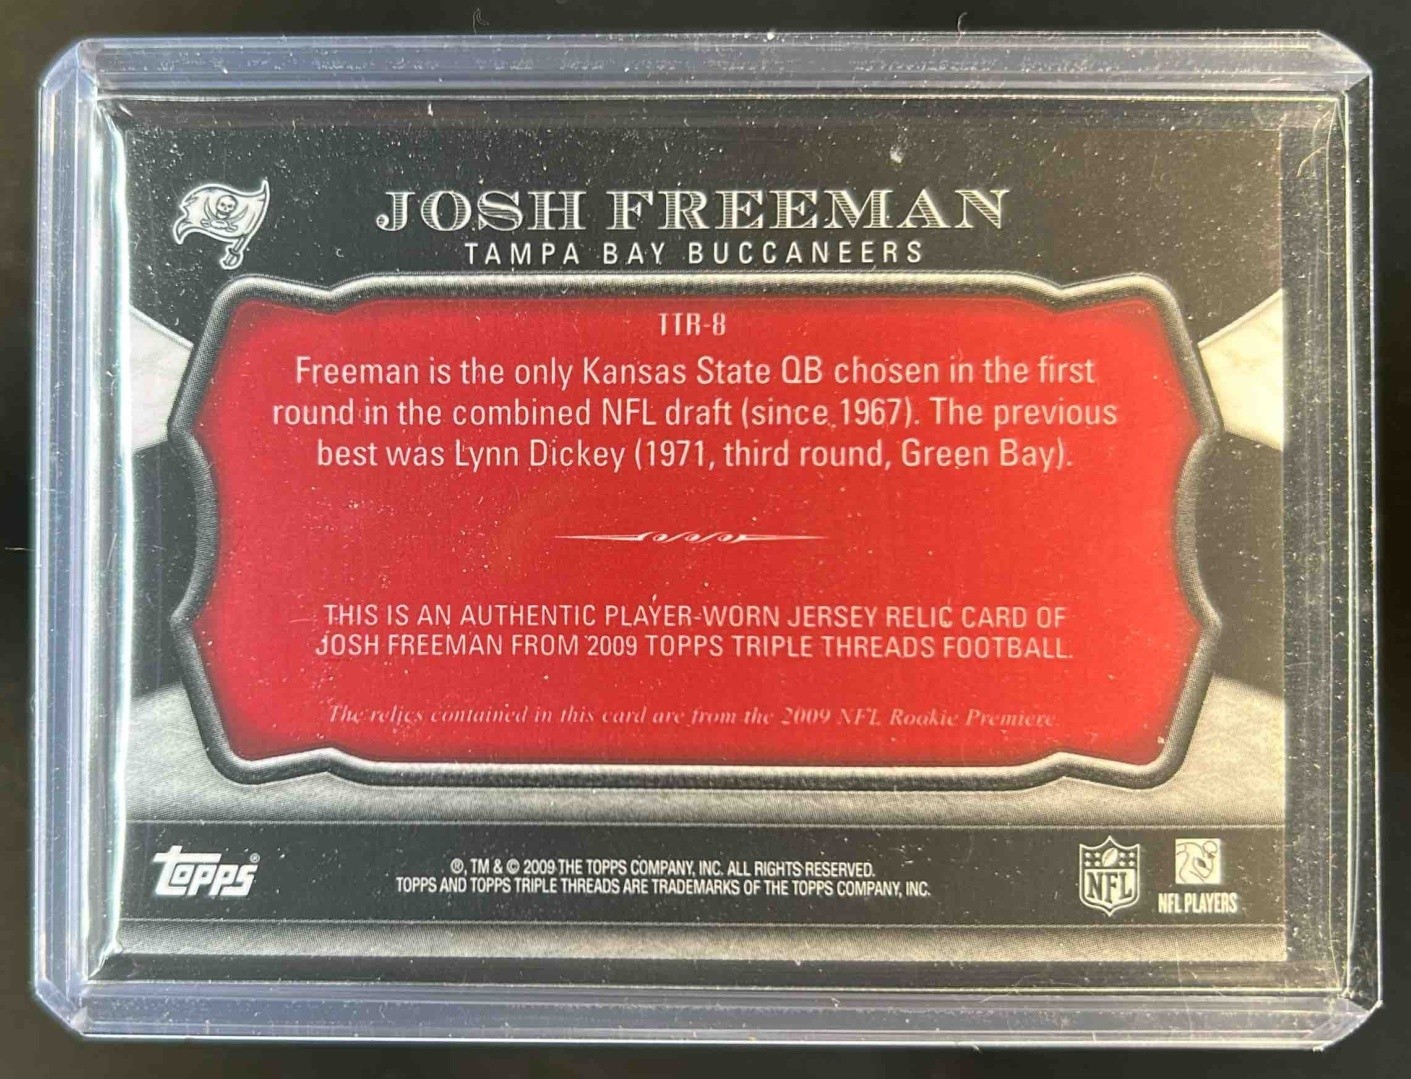 JOSH FREEMAN
TAMPA BAY BUCCANEERS
TTR-8
Freeman is the only Kansas State QB chosen in the first
round in the combined NFL draft (since 1967). The previous
best was Lynn Dickey (1971, third round, Green Bay).
THIS IS AN AUTHENTIC PLAYER-WORN JERSEY RELIC CARD OF
JOSH FREEMAN FROM 2009 TOPPS TRIPLE THREADS FOOTBALL.
The relics contained in this card are from the 2009 NFL Rookie Premiere.
Topps®
®, TM & © 2009 THE TOPPS COMPANY, INC. ALL RIGHTS RESERVED.
TOPPS AND TOPPS TRIPLE THREADS ARE TRADEMARKS OF THE TOPPS COMPANY, INC.
NFL
NFL PLAYERS